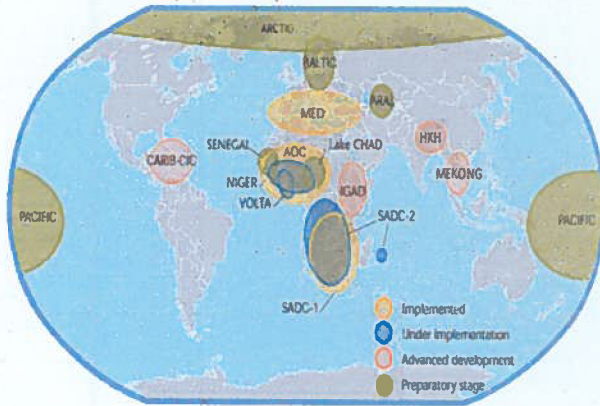 ARCTIC
BALTIC
ARAL
MED
SENEGAL
AOC
Lake CHAD
HKH
CARIB-CIC
MEKONG
NIGER
IGAD
VOLTA
PACIFIC
SADC-2
PACIFIC
SADC-1
Implemented
Under implementation
Advanced development
Preparatory stage